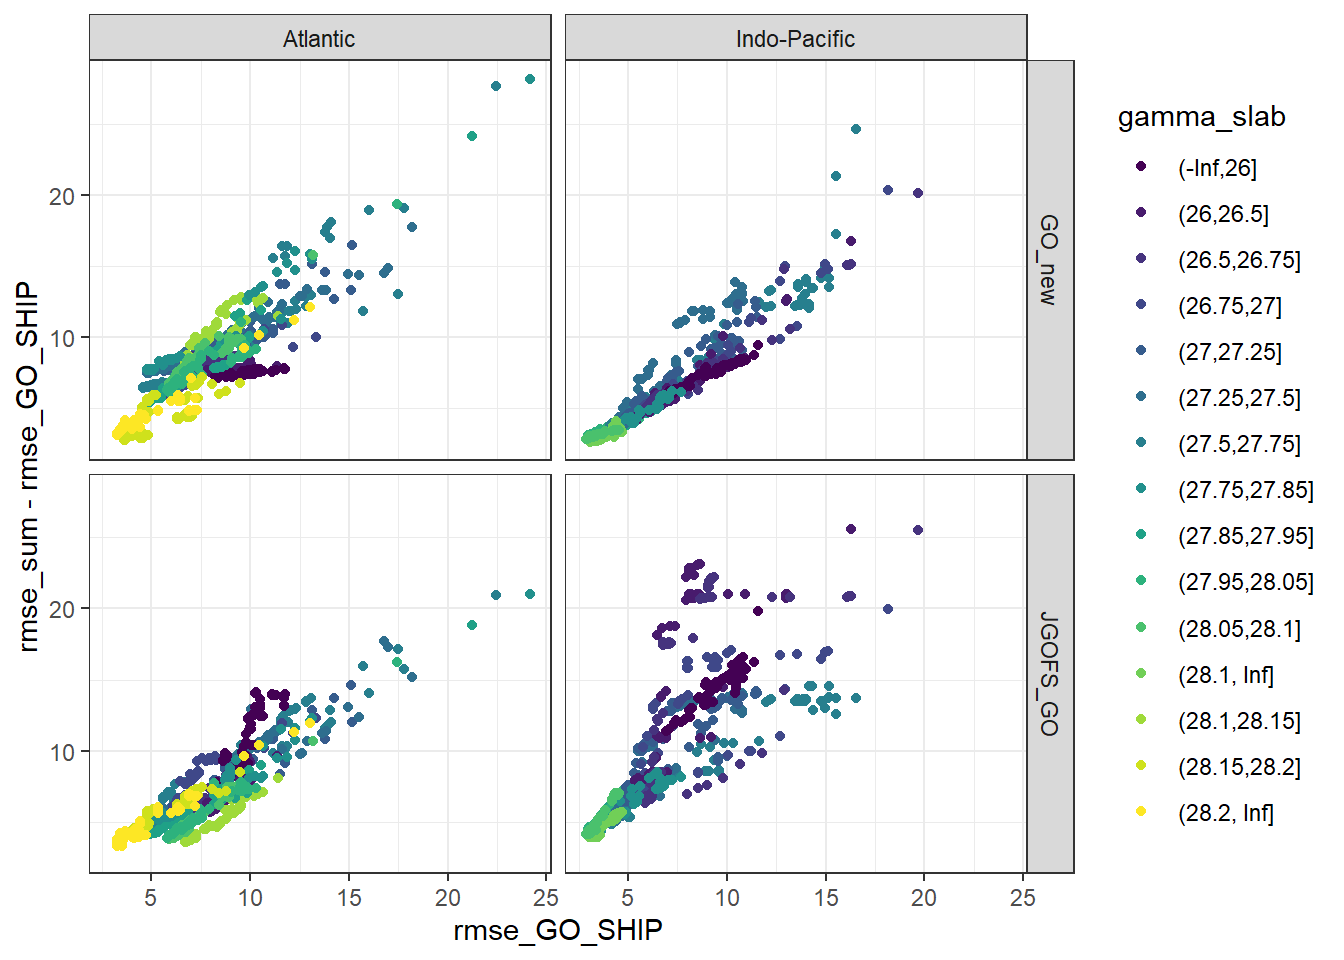 Atlantic
Indo-Pacific
GO_new
JGOFS_GO
rmse_sum - rmse_GO_SHIP
20
10
20
10
5
10
15
20
25
5
10
15
20
25
rmse_GO_SHIP
gamma_slab
(-Inf,26]
(26,26.5]
(26.5,26.75]
(26.75,27]
(27,27.25]
(27.25,27.5]
(27.5,27.75]
(27.75,27.85]
(27.85,27.95]
(27.95,28.05]
(28.05,28.1]
(28.1, Inf]
(28.1,28.15]
(28.15,28.2]
(28.2, Inf]